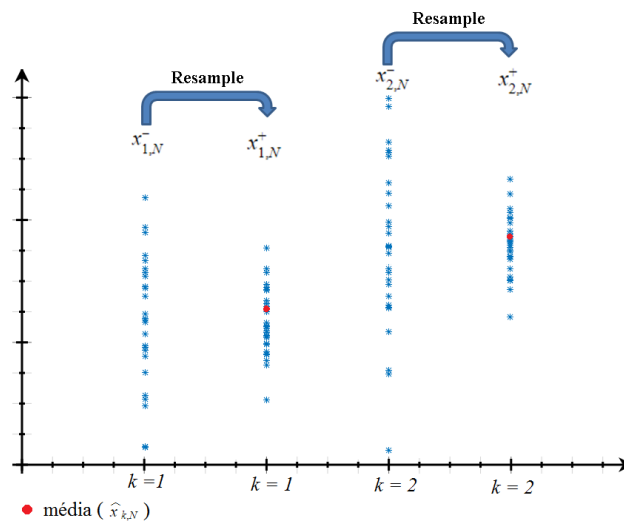 Resample
Resample
x⁻₂,N
x⁺₂,N
x⁻₁,N
x⁺₁,N
k =1
k = 1
k = 2
k = 2
média ( x̂ k,N )